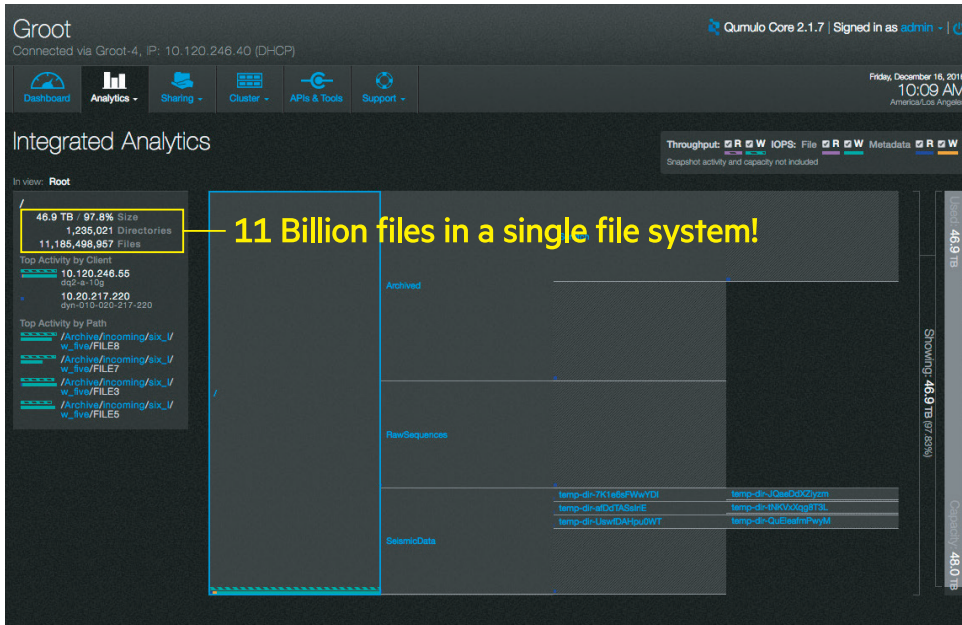 Groot
Connected via Groot-4, IP: 10.120.246.40 (DHCP)
Qumulo Core 2.1.7 | Signed in as admin - |
Dashboard
Analytics -
Sharing -
Cluster -
APIs & Tools
Support -
Friday, December 16, 201
10:09 AM
America/Los Angele
Integrated Analytics
Throughput: R W IOPS: File R W Metadata R W
Snapshot activity and capacity not included
In view: Root
/
46.9 TB / 97.8% Size
1,235,021 Directories
11,185,498,957 Files
11 Billion files in a single file system!
Top Activity by Client
10.120.246.55
dq2-a-10g
10.20.217.220
dyn-010-020-217-220
Top Activity by Path
/Archive/incoming/six_l/
w_five/FILE8
/Archive/incoming/six_l/
w_five/FILE7
/Archive/incoming/six_l/
w_five/FILE3
/Archive/incoming/six_l/
w_five/FILE5
/
Archived
RawSequences
SeismicData
temp-dir-7K1e6sFWwYDI
temp-dir-afDdTASslriE
temp-dir-UswfDAHpu0WT
temp-dir-JQaeDdXZiyzm
temp-dir-tNKVxXqg8T3L
temp-dir-QuEleafmPwyM
Showing: 46.9 TB (97.83%)
Used: 46.9 TB
Capacity: 48.0 TB